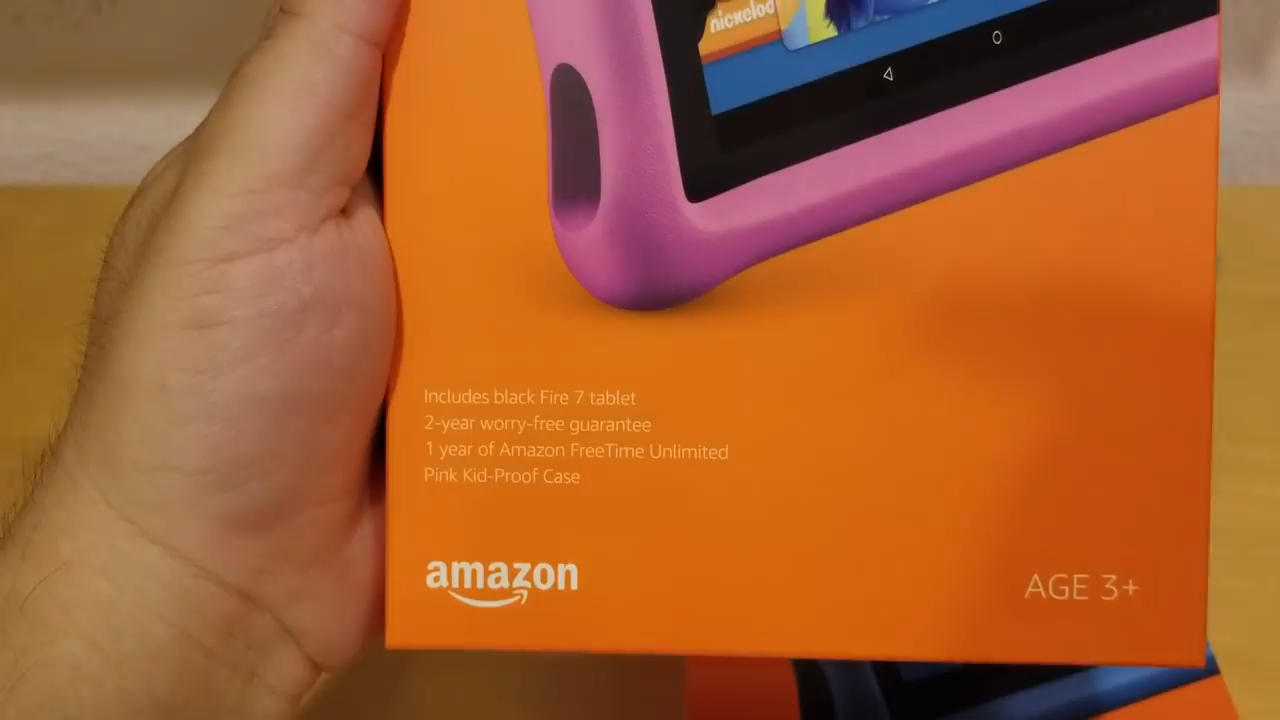 nickelod
Includes black Fire 7 tablet
2-year worry-free guarantee
1 year of Amazon FreeTime Unlimited
Pink Kid-Proof Case
amazon
AGE 3+